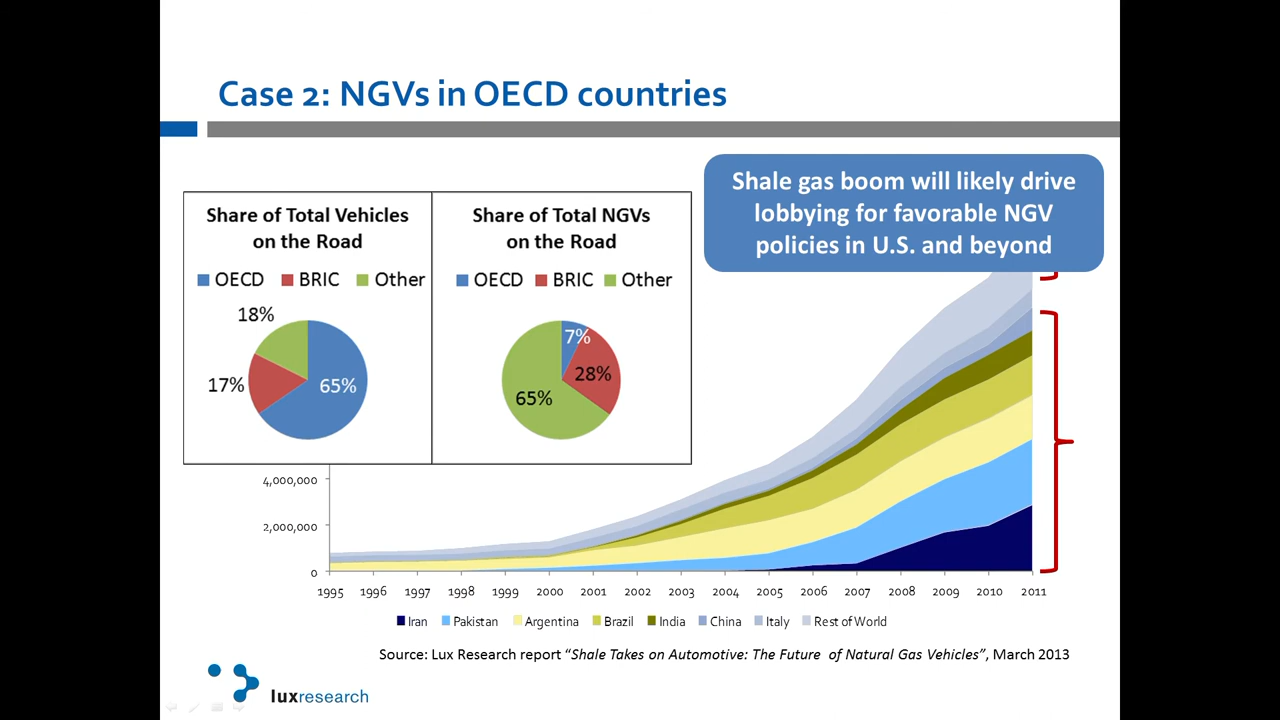 Case 2: NGVs in OECD countries
Shale gas boom will likely drive
lobbying for favorable NGV
policies in U.S. and beyond
Share of Total Vehicles
on the Road
OECD BRIC Other
18%
17%
65%
Share of Total NGVs
on the Road
OECD BRIC Other
7%
28%
65%
4,000,000
2,000,000
0
1995 1996 1997 1998 1999 2000 2001 2002 2003 2004 2005 2006 2007 2008 2009 2010 2011
Iran Pakistan Argentina Brazil India China Italy Rest of World
Source: Lux Research report “Shale Takes on Automotive: The Future of Natural Gas Vehicles”, March 2013
luxresearch